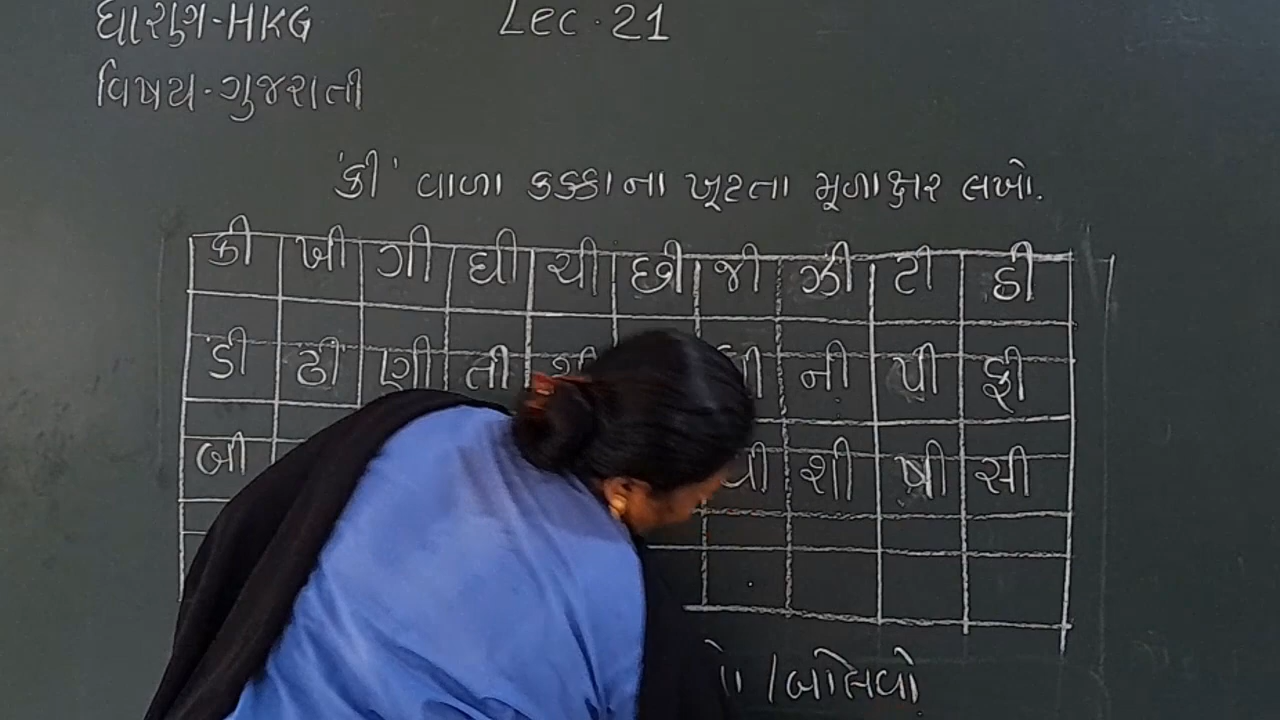 ધોરણ-HKG
Lec.21
વિષય-ગુજરાતી
'કી' વાળા કક્કાના ખૂટતા મૂળાક્ષર લખો.
કી ખી ગી ઘી ચી છી જી ઝી ટી ઠી
ડી ઢી ણી તી ની પી ફી
બી શી ષી સી
/બોલાવો